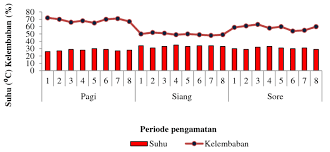 Suhu (⁰C) Kelembaban (%)
80
70
60
50
40
30
20
10
0
1 2 3 4 5 6 7 8 1 2 3 4 5 6 7 8 1 2 3 4 5 6 7 8
Pagi Siang Sore
Periode pengamatan
Suhu Kelembaban